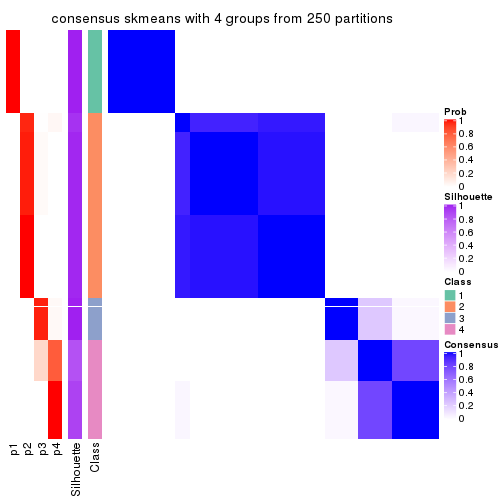 consensus skmeans with 4 groups from 250 partitions
Prob
1
0.8
0.6
0.4
0.2
0
Silhouette
1
0.8
0.6
0.4
0.2
0
Class
1
2
3
4
Consensus
1
0.8
0.6
0.4
0.2
0
p1
p2
p3
p4
Silhouette
Class